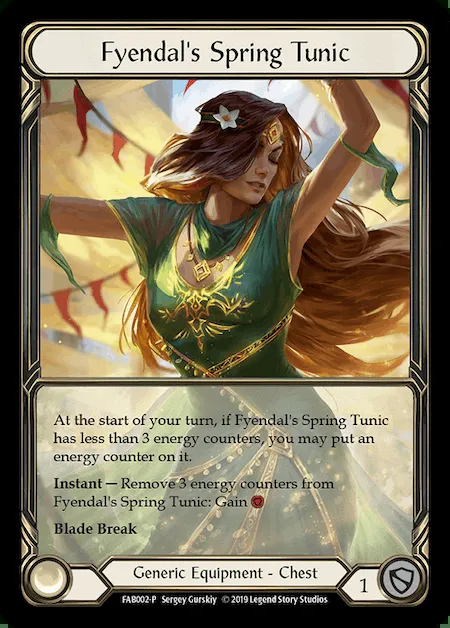 Fyendal's Spring Tunic
At the start of your turn, if Fyendal's Spring Tunic
has less than 3 energy counters, you may put an
energy counter on it.
Instant — Remove 3 energy counters from
Fyendal's Spring Tunic: Gain
Blade Break
Generic Equipment - Chest
1
FAB002-P Sergey Gurskiy © 2019 Legend Story Studios